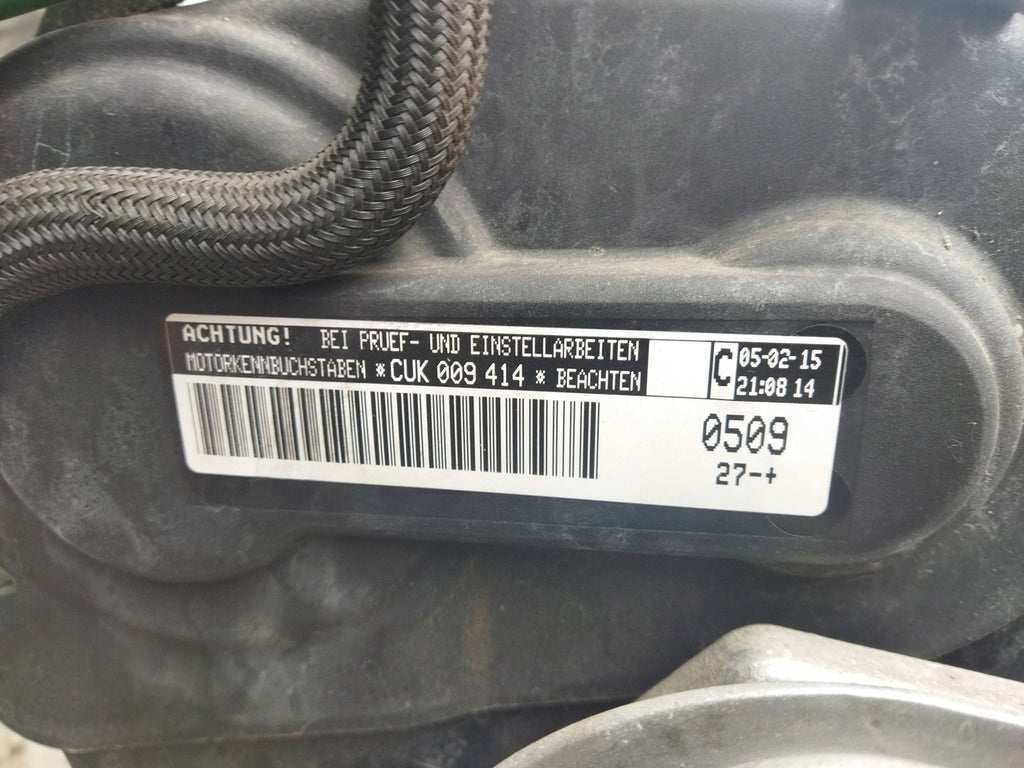 ACHTUNG! BEI PRUEF- UND EINSTELLARBEITEN
MOTORKENNBUCHSTABEN *CUK 009 414 * BEACHTEN
C
05-02-15
21:08 14
0509
27-+